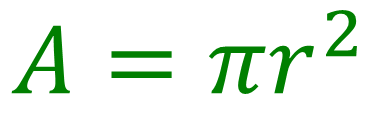 A = πr²